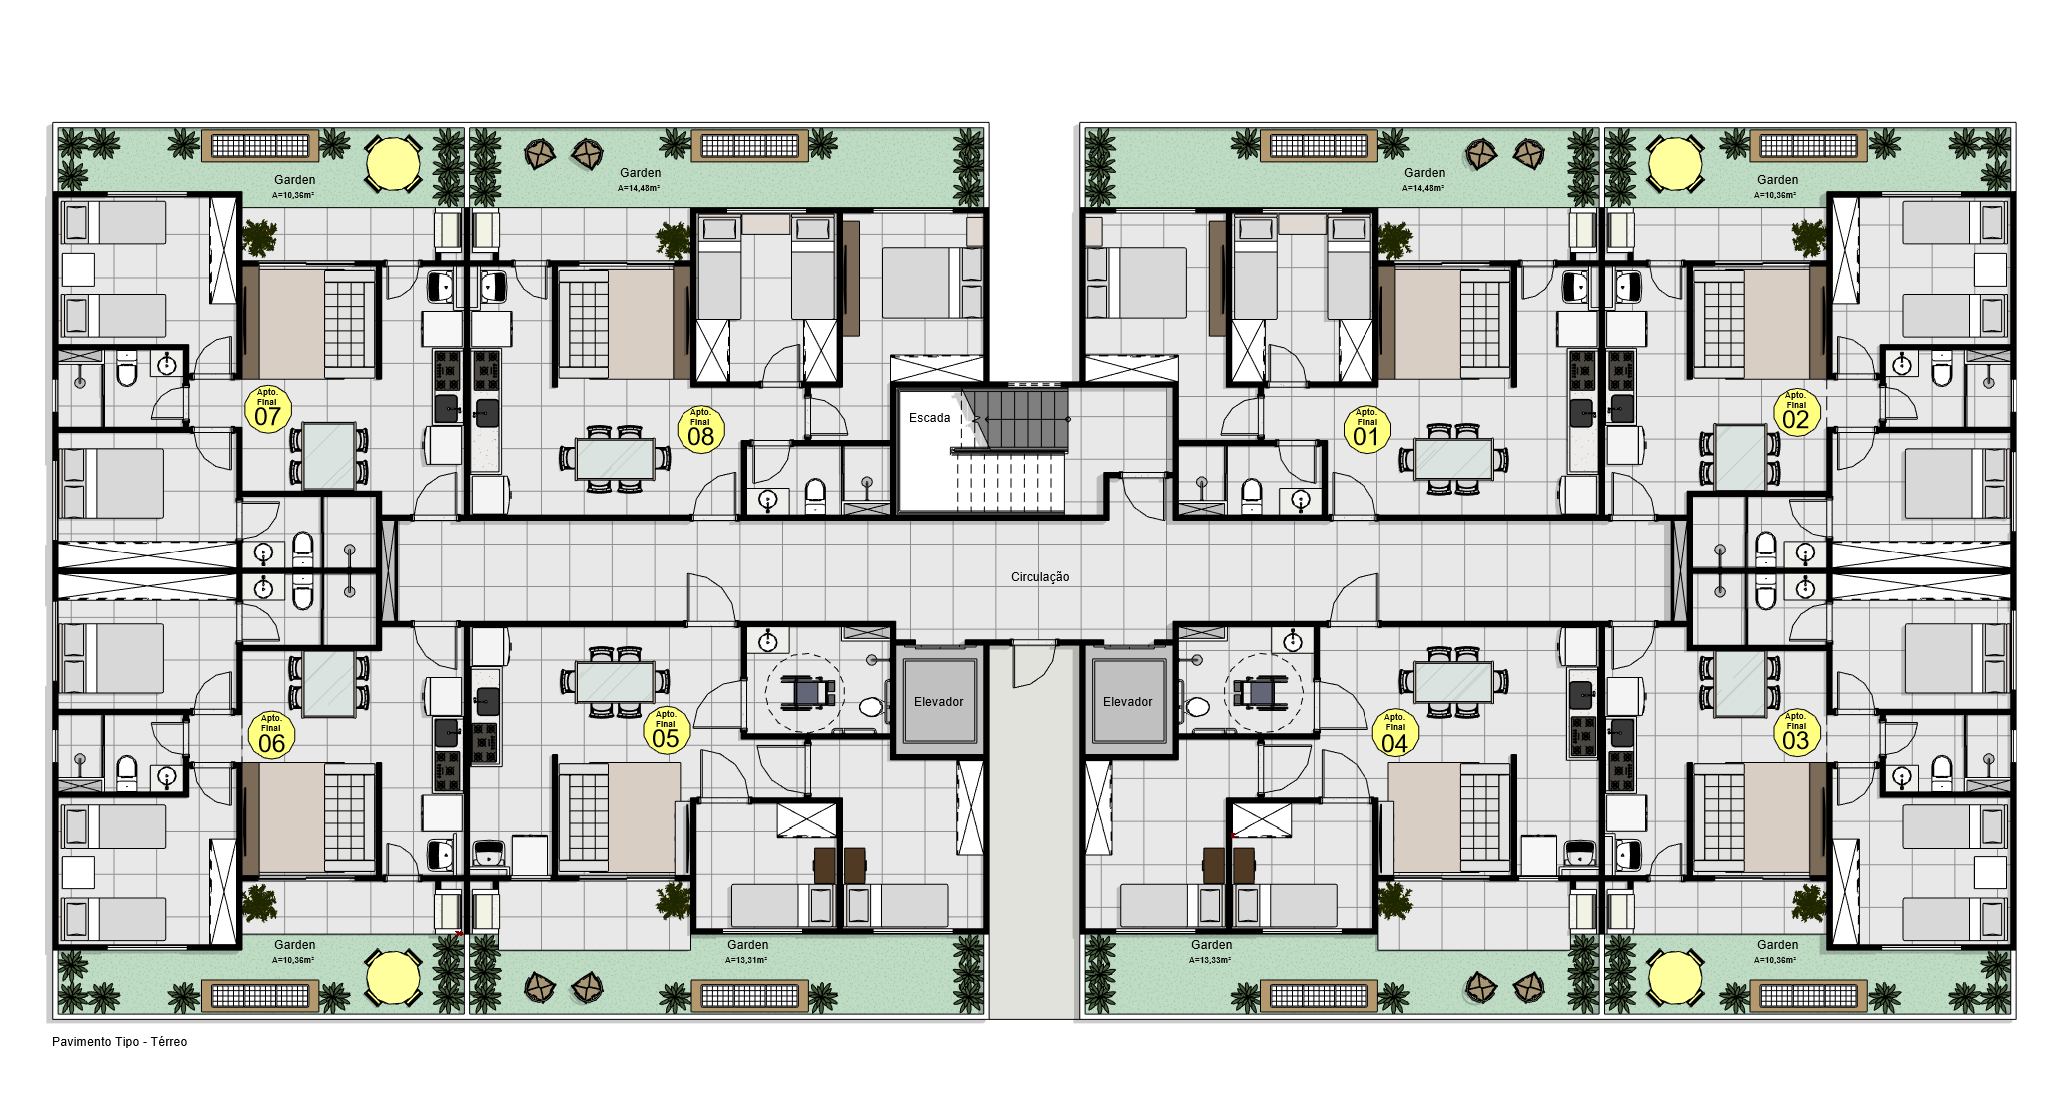 Garden
A=10,36m²
Garden
A=14,48m²
Garden
A=14,48m²
Garden
A=10,36m²
Apto.
Final
07
Apto.
Final
08
Escada
Apto.
Final
01
Apto.
Final
02
Circulação
Apto.
Final
06
Apto.
Final
05
Elevador
Elevador
Apto.
Final
04
Apto.
Final
03
Garden
A=10,36m²
Garden
A=13,31m²
Garden
A=13,33m²
Garden
A=10,36m²
Pavimento Tipo - Térreo